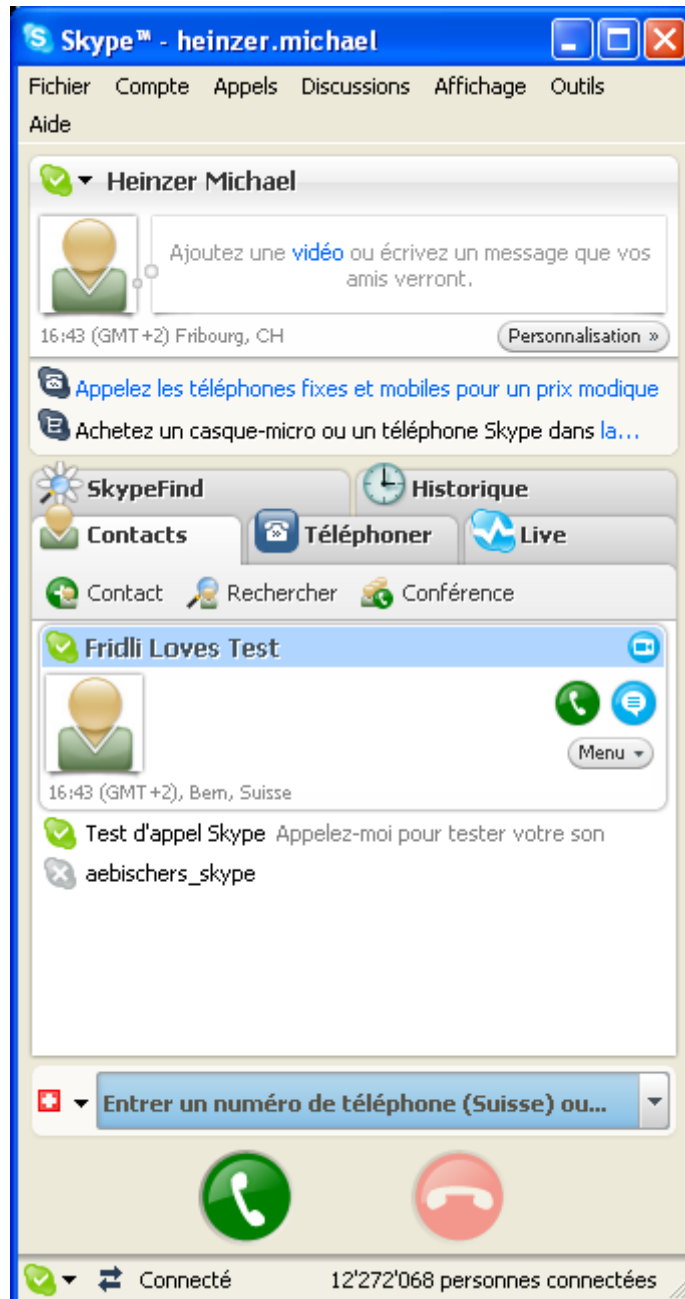 Skype™ - heinzer.michael
Fichier Compte Appels Discussions Affichage Outils
Aide
Heinzer Michael
Ajoutez une vidéo ou écrivez un message que vos
amis verront.
16:43 (GMT+2) Fribourg, CH
Personnalisation »
Appelez les téléphones fixes et mobiles pour un prix modique
Achetez un casque-micro ou un téléphone Skype dans la...
SkypeFind Historique
Contacts Téléphoner Live
Contact Rechercher Conférence
Fridli Loves Test
Menu
16:43 (GMT+2), Bern, Suisse
Test d'appel Skype Appelez-moi pour tester votre son
aebischers_skype
Entrer un numéro de téléphone (Suisse) ou...
Connecté 12'272'068 personnes connectées